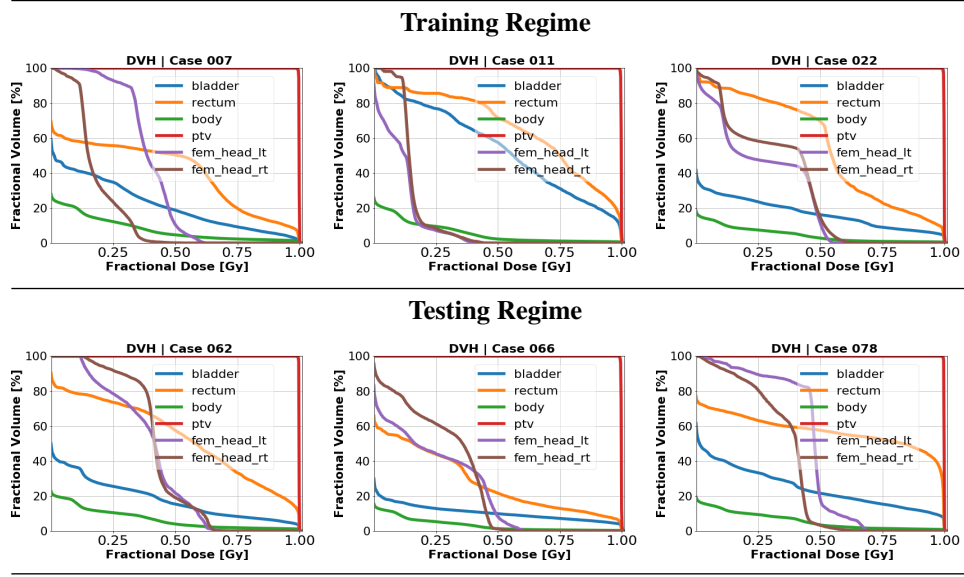 Training Regime
DVH | Case 007
Fractional Volume [%]
100
80
60
40
20
0
bladder
rectum
body
ptv
fem_head_lt
fem_head_rt
0.25 0.50 0.75 1.00
Fractional Dose [Gy]
DVH | Case 011
Fractional Volume [%]
100
80
60
40
20
0
bladder
rectum
body
ptv
fem_head_lt
fem_head_rt
0.25 0.50 0.75 1.00
Fractional Dose [Gy]
DVH | Case 022
Fractional Volume [%]
100
80
60
40
20
0
bladder
rectum
body
ptv
fem_head_lt
fem_head_rt
0.25 0.50 0.75 1.00
Fractional Dose [Gy]
Testing Regime
DVH | Case 062
Fractional Volume [%]
100
80
60
40
20
0
bladder
rectum
body
ptv
fem_head_lt
fem_head_rt
0.25 0.50 0.75 1.00
Fractional Dose [Gy]
DVH | Case 066
Fractional Volume [%]
100
80
60
40
20
0
bladder
rectum
body
ptv
fem_head_lt
fem_head_rt
0.25 0.50 0.75 1.00
Fractional Dose [Gy]
DVH | Case 078
Fractional Volume [%]
100
80
60
40
20
0
bladder
rectum
body
ptv
fem_head_lt
fem_head_rt
0.25 0.50 0.75 1.00
Fractional Dose [Gy]